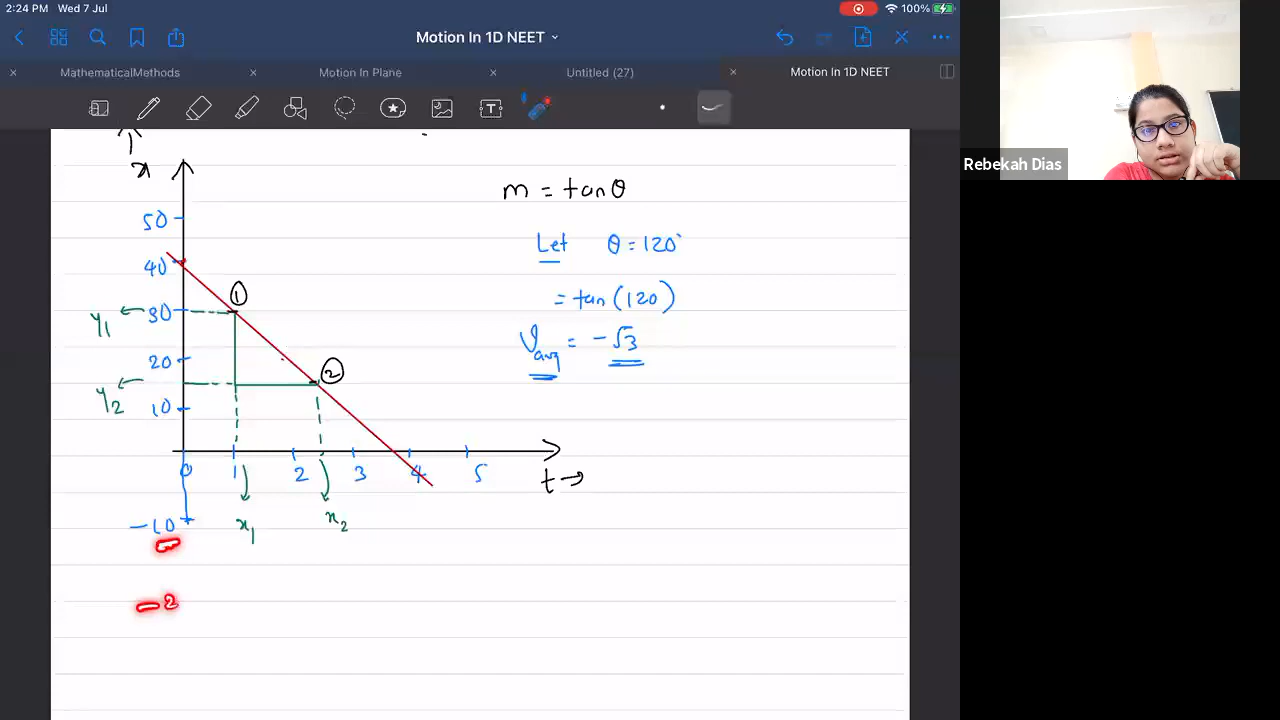 2:24 PM Wed 7 Jul
100%
Motion In 1D NEET
MathematicalMethods
Motion In Plane
Untitled (27)
Motion In 1D NEET
T
Rebekah Dias
x
50
40
30
20
10
0 1 2 3 4 5
-10
-2
t →
y₁
y₂
x₁
x₂
①
②
m = tanθ
Let θ = 120°
= tan(120)
Vavg = -√3